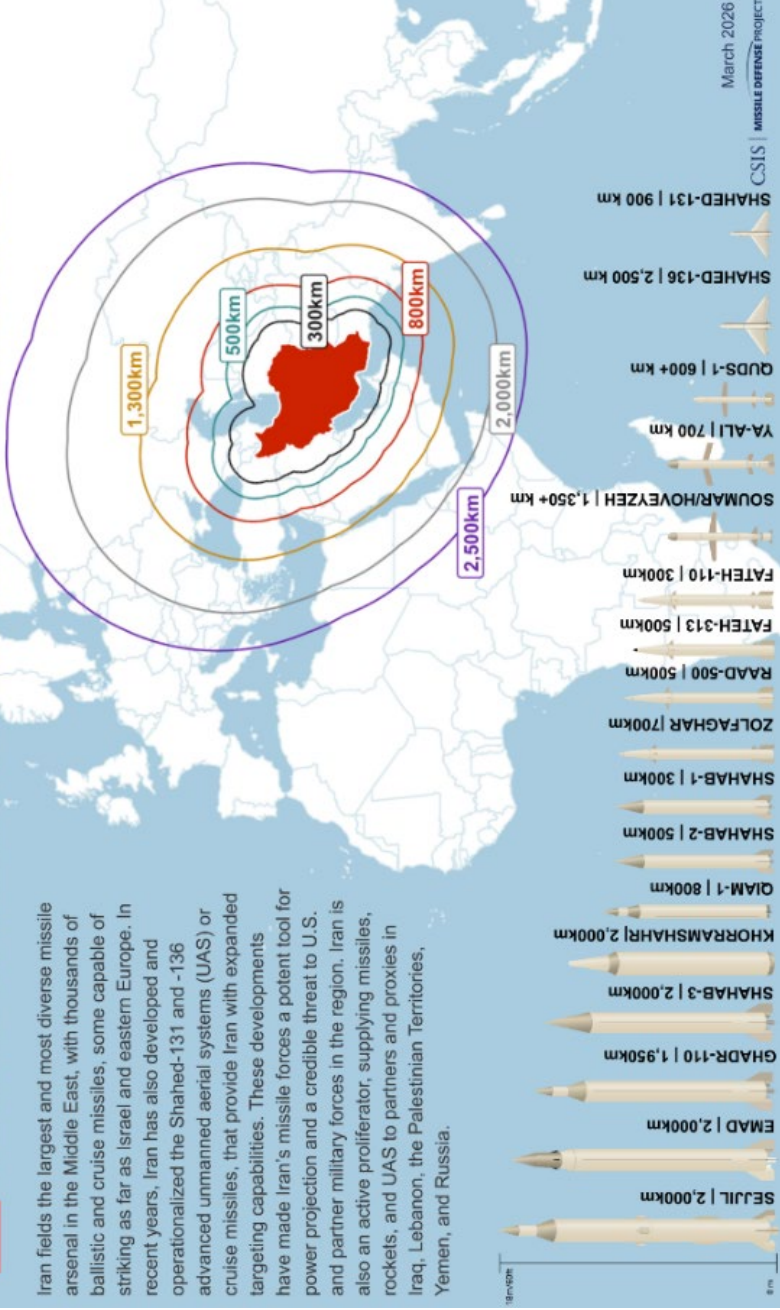 Iran fields the largest and most diverse missile
arsenal in the Middle East, with thousands of
ballistic and cruise missiles, some capable of
striking as far as Israel and eastern Europe. In
recent years, Iran has also developed and
operationalized the Shahed-131 and -136
advanced unmanned aerial systems (UAS) or
cruise missiles, that provide Iran with expanded
targeting capabilities. These developments
have made Iran's missile forces a potent tool for
power projection and a credible threat to U.S.
and partner military forces in the region. Iran is
also an active proliferator, supplying missiles,
rockets, and UAS to partners and proxies in
Iraq, Lebanon, the Palestinian Territories,
Yemen, and Russia.
1,300km
500km
300km
800km
2,000km
2,500km
18m/60ft
0 m
SEJJIL | 2,000km
EMAD | 2,000km
GHADR-110 | 1,950km
SHAHAB-3 | 2,000km
KHORRAMSHAHR| 2,000km
QIAM-1 | 800km
SHAHAB-2 | 500km
SHAHAB-1 | 300km
ZOLFAGHAR |700km
RAAD-500 | 500km
FATEH-313 | 500km
FATEH-110 | 300km
SOUMAR/HOVEYZEH | 1,350+ km
YA-ALI | 700 km
QUDS-1 | 600+ km
SHAHED-136 | 2,500 km
SHAHED-131 | 900 km
March 2026
CSIS | MISSILE DEFENSE PROJECT